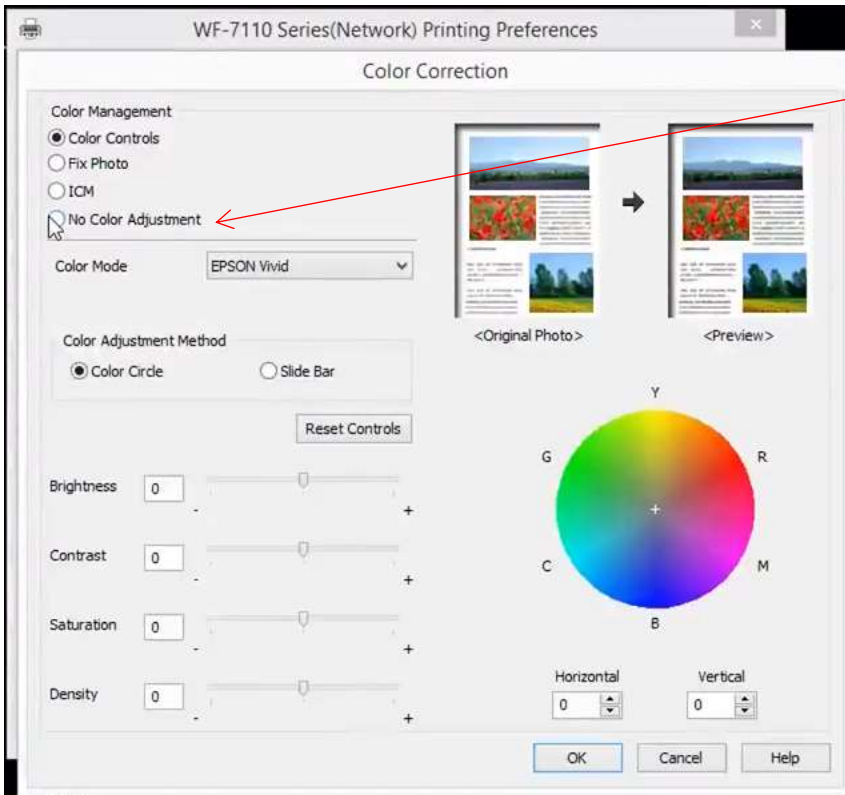 WF-7110 Series(Network) Printing Preferences
×
Color Correction
Color Management
Color Controls
Fix Photo
ICM
No Color Adjustment
Color Mode
EPSON Vivid
<Original Photo>
<Preview>
Color Adjustment Method
Color Circle
Slide Bar
Reset Controls
Y
G
R
C
M
B
Brightness
0
-
+
Contrast
0
-
+
Saturation
0
-
+
Density
0
-
+
Horizontal
Vertical
0
0
OK
Cancel
Help